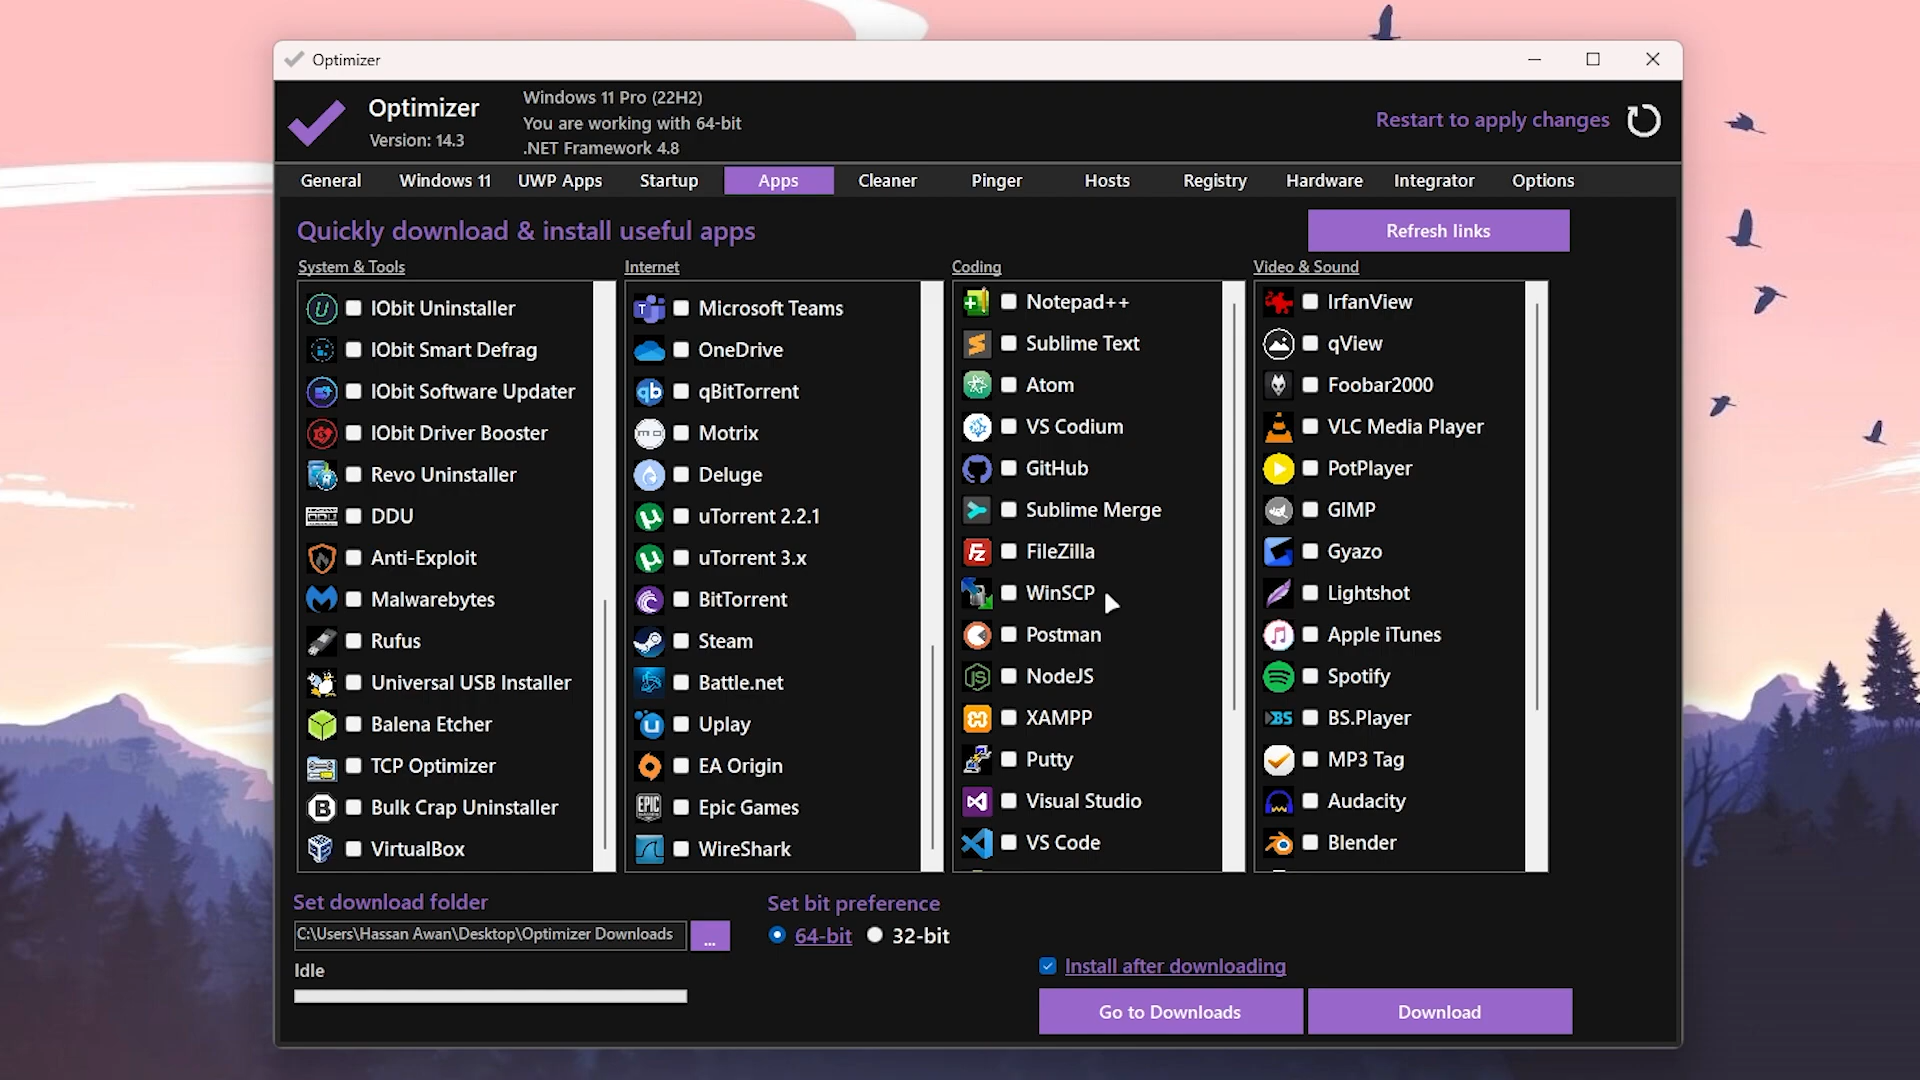 Optimizer
Optimizer
Version: 14.3
Windows 11 Pro (22H2)
You are working with 64-bit
.NET Framework 4.8
Restart to apply changes
General Windows 11 UWP Apps Startup Apps Cleaner Pinger Hosts Registry Hardware Integrator Options
Quickly download & install useful apps
Refresh links
System & Tools
IObit Uninstaller
IObit Smart Defrag
IObit Software Updater
IObit Driver Booster
Revo Uninstaller
DDU
Anti-Exploit
Malwarebytes
Rufus
Universal USB Installer
Balena Etcher
TCP Optimizer
Bulk Crap Uninstaller
VirtualBox
Internet
Microsoft Teams
OneDrive
qBitTorrent
Motrix
Deluge
uTorrent 2.2.1
uTorrent 3.x
BitTorrent
Steam
Battle.net
Uplay
EA Origin
Epic Games
WireShark
Coding
Notepad++
Sublime Text
Atom
VS Codium
GitHub
Sublime Merge
FileZilla
WinSCP
Postman
NodeJS
XAMPP
Putty
Visual Studio
VS Code
Video & Sound
IrfanView
qView
Foobar2000
VLC Media Player
PotPlayer
GIMP
Gyazo
Lightshot
Apple iTunes
Spotify
BS.Player
MP3 Tag
Audacity
Blender
Set download folder
C:\Users\Hassan Awan\Desktop\Optimizer Downloads
...
Idle
Set bit preference
64-bit 32-bit
Install after downloading
Go to Downloads
Download